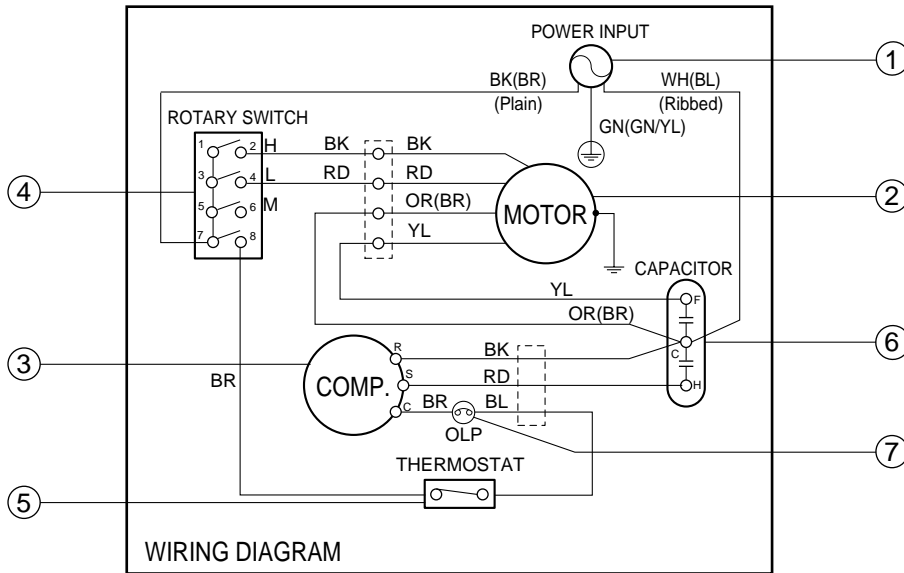 POWER INPUT
1
BK(BR)
(Plain)
WH(BL)
(Ribbed)
GN(GN/YL)
ROTARY SWITCH
1 2 H
3 4 L
5 6 M
7 8
4
BK BK
RD RD
OR(BR)
YL
MOTOR
2
CAPACITOR
YL
OR(BR)
F
C
H
6
3
COMP.
R
S
C
BK
RD
BR BL
OLP
7
BR
THERMOSTAT
5
WIRING DIAGRAM